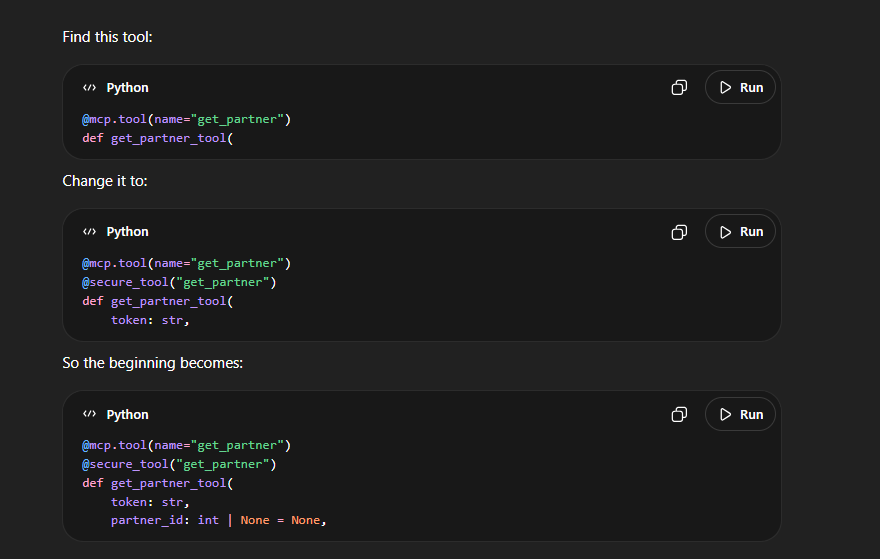 Find this tool:
Python
Run
@mcp.tool(name="get_partner")
def get_partner_tool(
Change it to:
Python
Run
@mcp.tool(name="get_partner")
@secure_tool("get_partner")
def get_partner_tool(
    token: str,
So the beginning becomes:
Python
Run
@mcp.tool(name="get_partner")
@secure_tool("get_partner")
def get_partner_tool(
    token: str,
    partner_id: int | None = None,